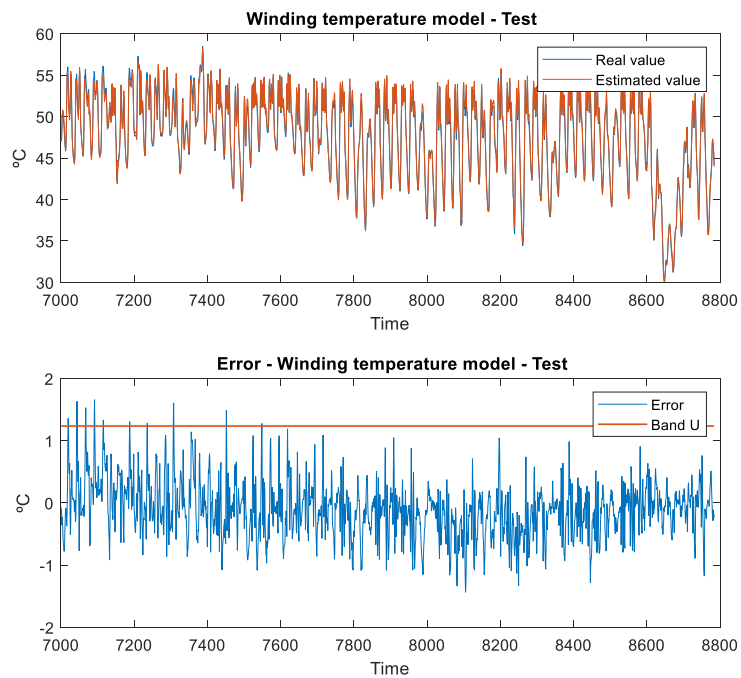 Winding temperature model - Test
60
55
50
45
40
35
30
ºC
Real value
Estimated value
7000 7200 7400 7600 7800 8000 8200 8400 8600 8800
Time
Error - Winding temperature model - Test
2
1
0
-1
-2
ºC
Error
Band U
7000 7200 7400 7600 7800 8000 8200 8400 8600 8800
Time